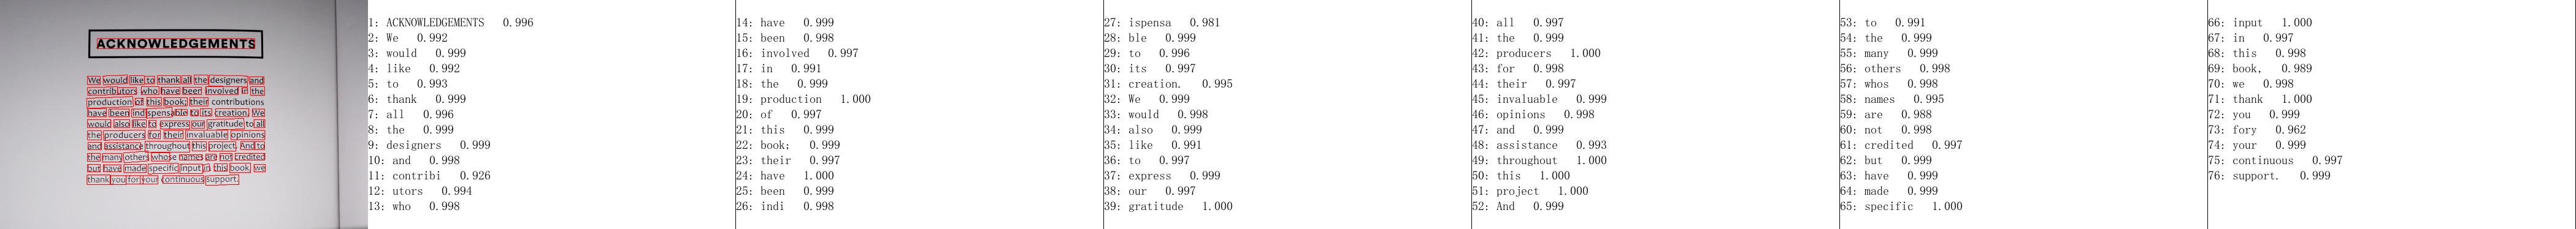 ACKNOWLEDGEMENTS
We would like to thank all the designers and
contributors who have been involved in the
production of this book; their contributions
have been indispensable to its creation. We
would also like to express our gratitude to all
the producers for their invaluable opinions
and assistance throughout this project. And to
the many others whose names are not credited
but have made specific input in this book, we
thank you for your continuous support.
1: ACKNOWLEDGEMENTS 0.996
2: We 0.992
3: would 0.999
4: like 0.992
5: to 0.993
6: thank 0.999
7: all 0.996
8: the 0.999
9: designers 0.999
10: and 0.998
11: contribi 0.926
12: utors 0.994
13: who 0.998
14: have 0.999
15: been 0.998
16: involved 0.997
17: in 0.991
18: the 0.999
19: production 1.000
20: of 0.997
21: this 0.999
22: book; 0.999
23: their 0.997
24: have 1.000
25: been 0.999
26: indi 0.998
27: ispensa 0.981
28: ble 0.999
29: to 0.996
30: its 0.997
31: creation. 0.995
32: We 0.999
33: would 0.998
34: also 0.999
35: like 0.991
36: to 0.997
37: express 0.999
38: our 0.997
39: gratitude 1.000
40: all 0.997
41: the 0.999
42: producers 1.000
43: for 0.998
44: their 0.997
45: invaluable 0.999
46: opinions 0.998
47: and 0.999
48: assistance 0.993
49: throughout 1.000
50: this 1.000
51: project 1.000
52: And 0.999
53: to 0.991
54: the 0.999
55: many 0.999
56: others 0.998
57: whos 0.998
58: names 0.995
59: are 0.988
60: not 0.998
61: credited 0.997
62: but 0.999
63: have 0.999
64: made 0.999
65: specific 1.000
66: input 1.000
67: in 0.997
68: this 0.998
69: book, 0.989
70: we 0.998
71: thank 1.000
72: you 0.999
73: fory 0.962
74: your 0.999
75: continuous 0.997
76: support. 0.999